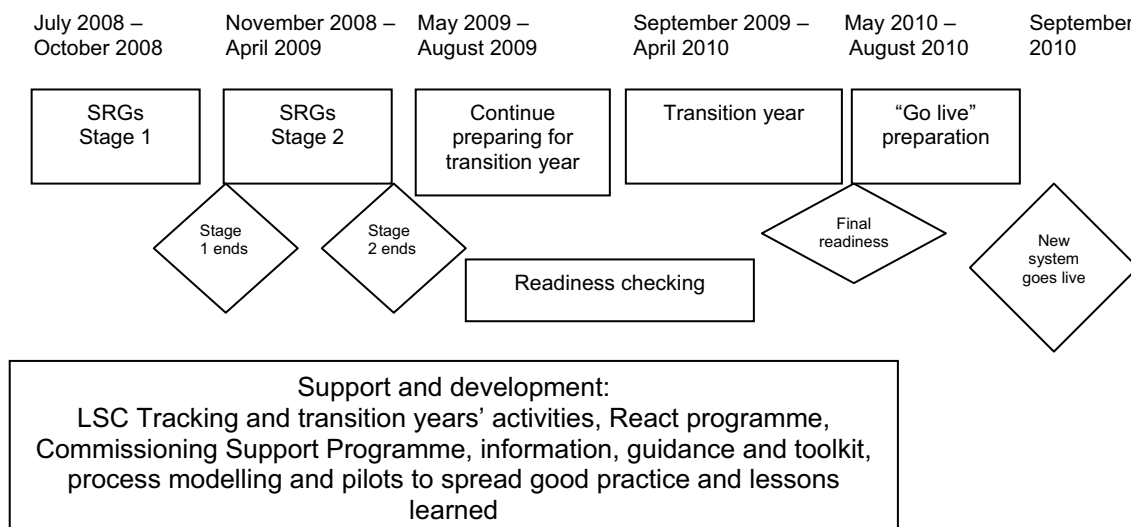 July 2008 –
October 2008
November 2008 –
April 2009
May 2009 –
August 2009
September 2009 –
April 2010
May 2010 –
August 2010
September
2010
SRGs
Stage 1
SRGs
Stage 2
Continue
preparing for
transition year
Transition year
“Go live”
preparation
Stage
1 ends
Stage
2 ends
Final
readiness
New
system
goes live
Readiness checking
Support and development:
LSC Tracking and transition years’ activities, React programme,
Commissioning Support Programme, information, guidance and toolkit,
process modelling and pilots to spread good practice and lessons
learned